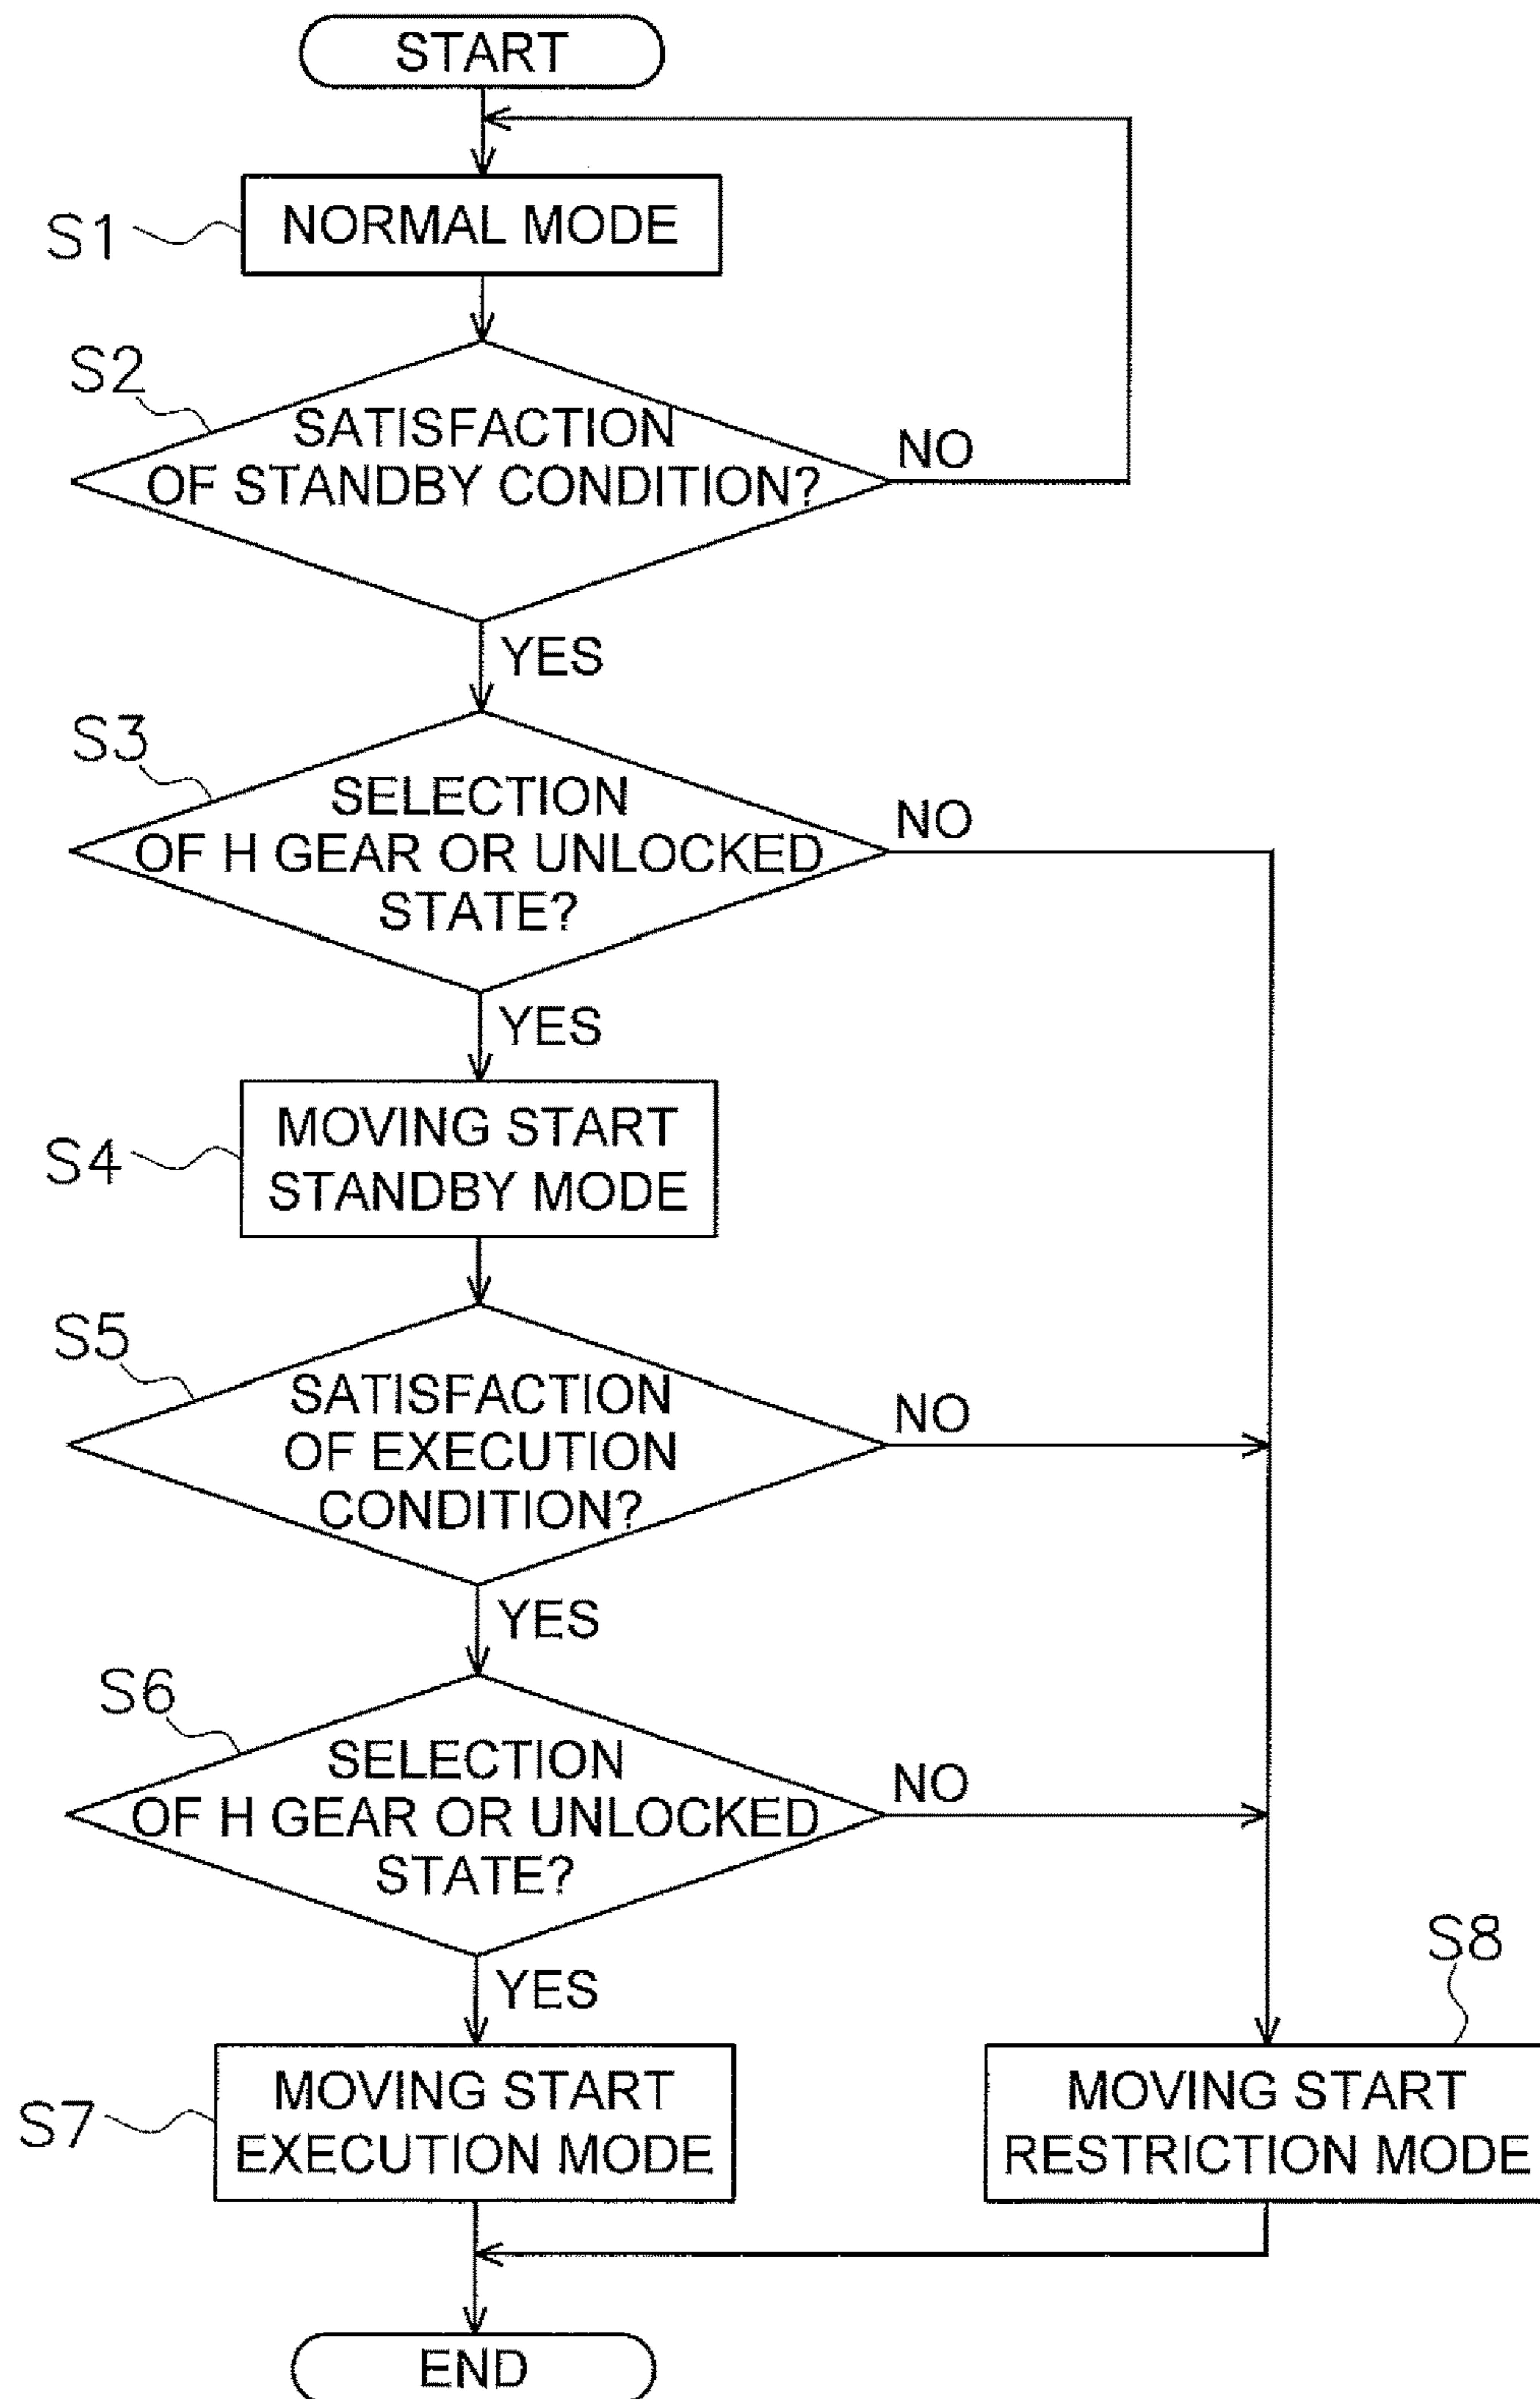 START
S1
NORMAL MODE
S2
SATISFACTION
OF STANDBY CONDITION?
NO
YES
S3
SELECTION
OF H GEAR OR UNLOCKED
STATE?
NO
YES
S4
MOVING START
STANDBY MODE
S5
SATISFACTION
OF EXECUTION
CONDITION?
NO
YES
S6
SELECTION
OF H GEAR OR UNLOCKED
STATE?
NO
YES
S7
MOVING START
EXECUTION MODE
S8
MOVING START
RESTRICTION MODE
END